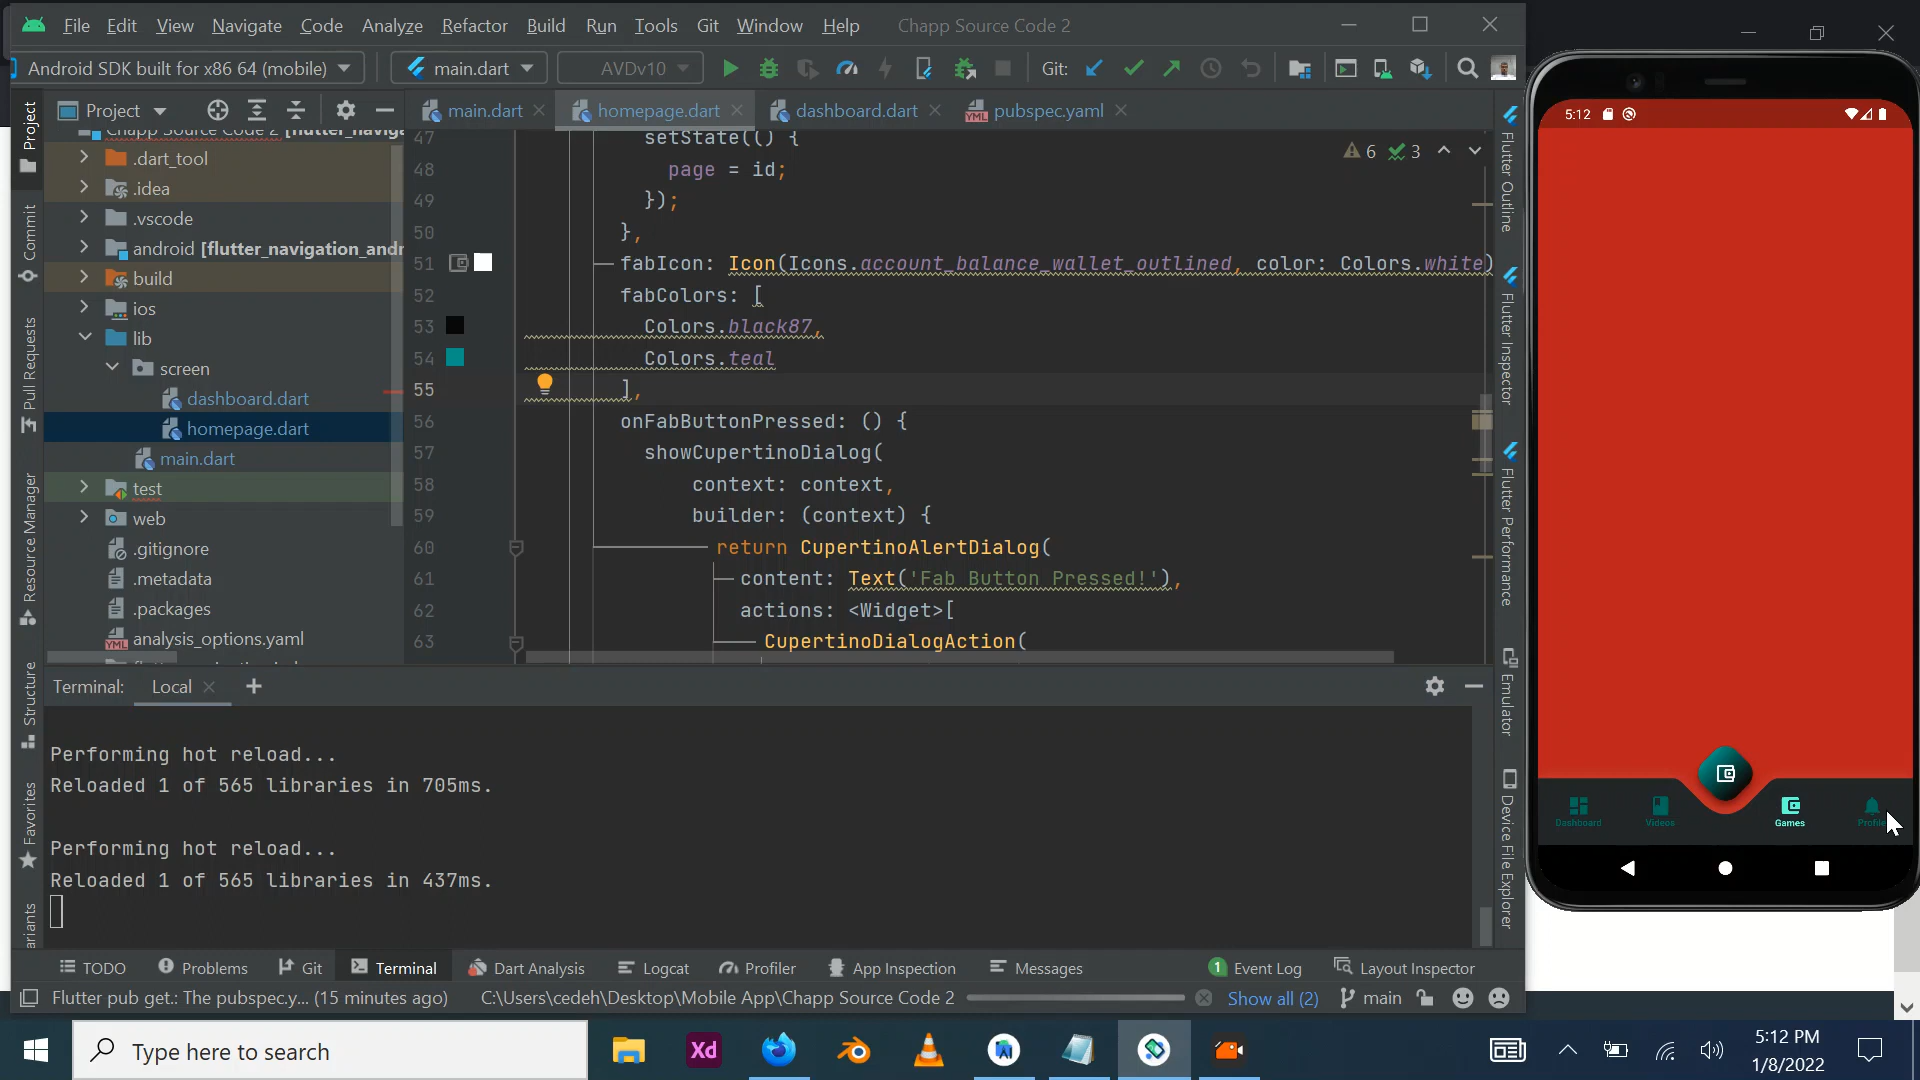 File Edit View Navigate Code Analyze Refactor Build Run Tools Git Window Help Chapp Source Code 2
Android SDK built for x86 64 (mobile) main.dart AVDv10 Git:
Project
main.dart homepage.dart dashboard.dart pubspec.yaml
Chapp Source Code 2 [flutter_naviga
.dart_tool
.idea
.vscode
android [flutter_navigation_andr
build
ios
lib
screen
dashboard.dart
homepage.dart
main.dart
test
web
.gitignore
.metadata
.packages
analysis_options.yaml
47 setState(() {
48 page = id;
49 });
50 },
51 fabIcon: Icon(Icons.account_balance_wallet_outlined, color: Colors.white)
52 fabColors: [
53 Colors.black87,
54 Colors.teal
55 ],
56 onFabButtonPressed: () {
57 showCupertinoDialog(
58 context: context,
59 builder: (context) {
60 return CupertinoAlertDialog(
61 content: Text('Fab Button Pressed!'),
62 actions: <Widget>[
63 CupertinoDialogAction(
6 3
Project
Commit
Pull Requests
Resource Manager
Structure
Favorites
ariants
Flutter Outline
Flutter Inspector
Flutter Performance
Emulator
Device File Explorer
Terminal: Local
Performing hot reload...
Reloaded 1 of 565 libraries in 705ms.
Performing hot reload...
Reloaded 1 of 565 libraries in 437ms.
TODO Problems Git Terminal Dart Analysis Logcat Profiler App Inspection Messages 1 Event Log Layout Inspector
Flutter pub get.: The pubspec.y... (15 minutes ago) C:\Users\cedeh\Desktop\Mobile App\Chapp Source Code 2 Show all (2) main
5:12
Dashboard Videos Games Profile
Type here to search
Xd
5:12 PM
1/8/2022